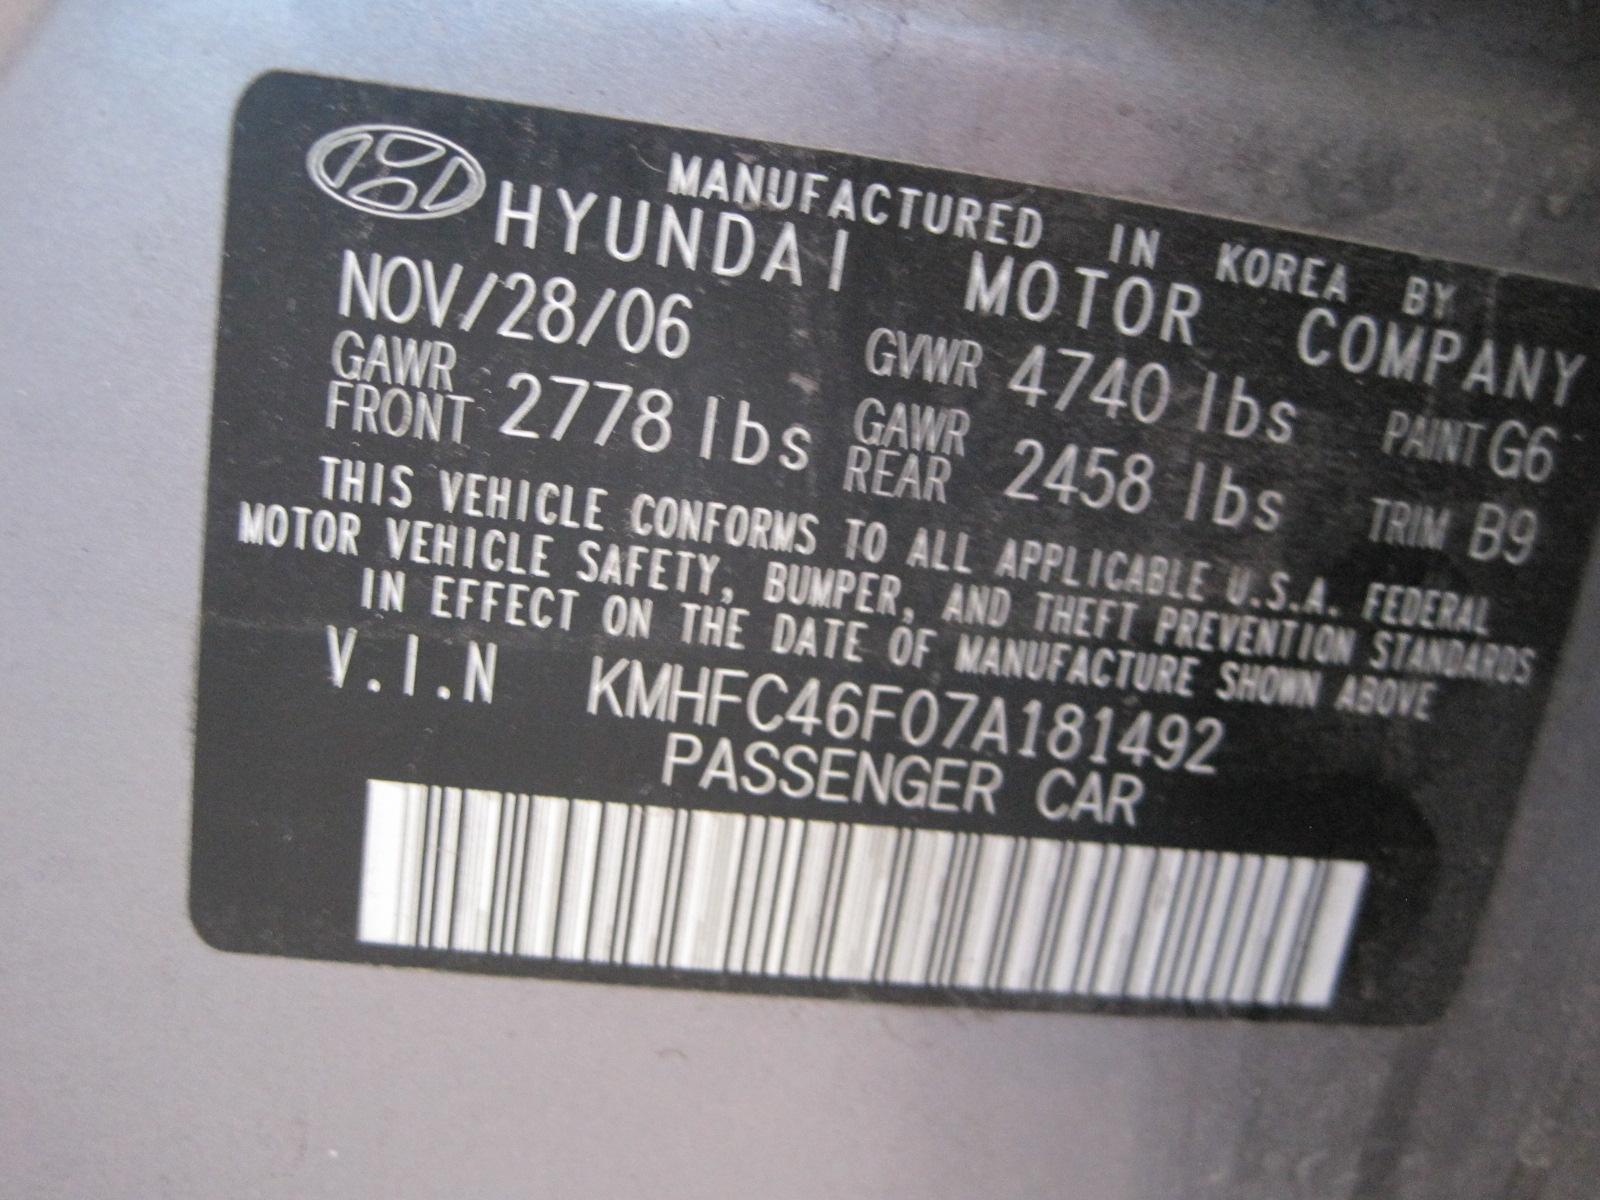 MANUFACTURED IN KOREA BY
HYUNDAI MOTOR COMPANY
NOV/28/06 GVWR 4740 lbs PAINT G6
GAWR FRONT 2778 lbs GAWR REAR 2458 lbs TRIM B9
THIS VEHICLE CONFORMS TO ALL APPLICABLE U.S.A. FEDERAL
MOTOR VEHICLE SAFETY, BUMPER, AND THEFT PREVENTION STANDARDS
IN EFFECT ON THE DATE OF MANUFACTURE SHOWN ABOVE
V.I.N KMHFC46F07A181492
PASSENGER CAR